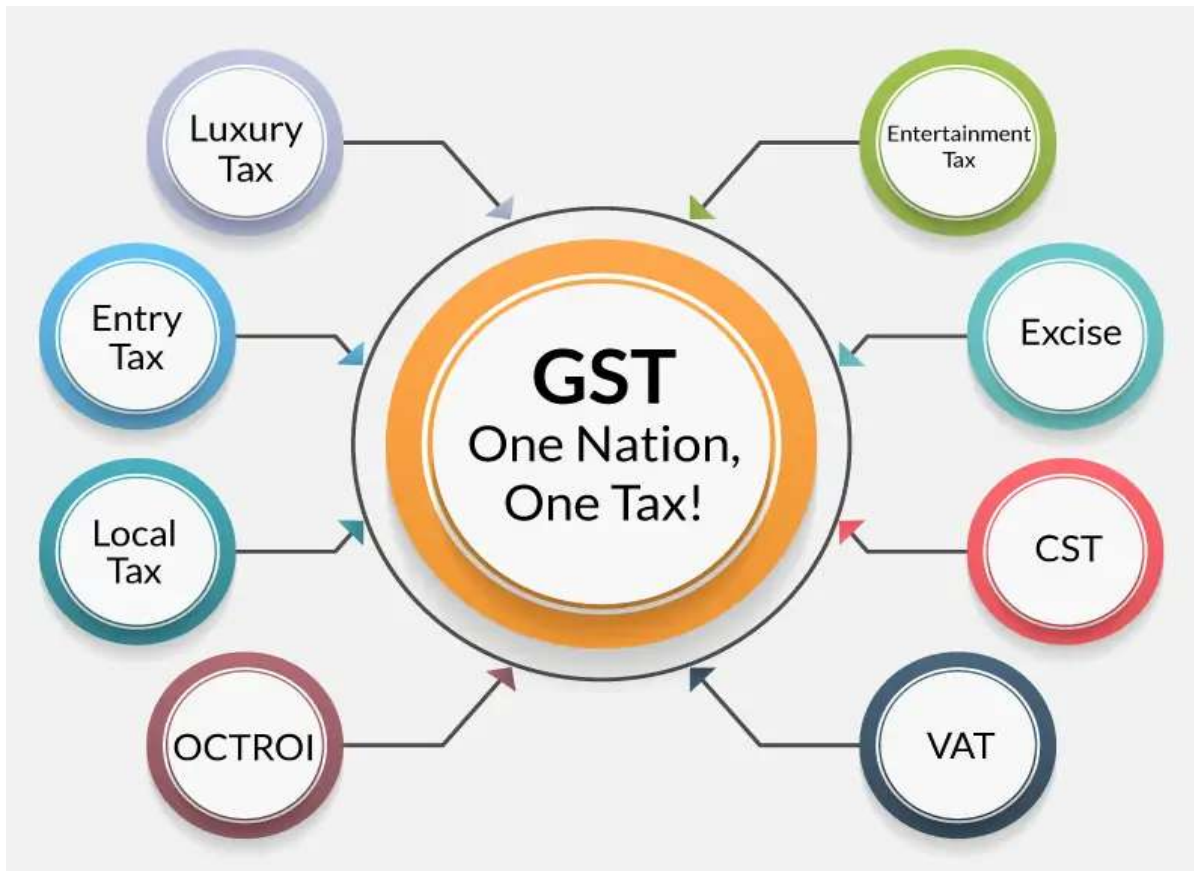 Luxury
Tax
Entertainment
Tax
Entry
Tax
Excise
GST
One Nation,
One Tax!
Local
Tax
CST
OCTROI
VAT